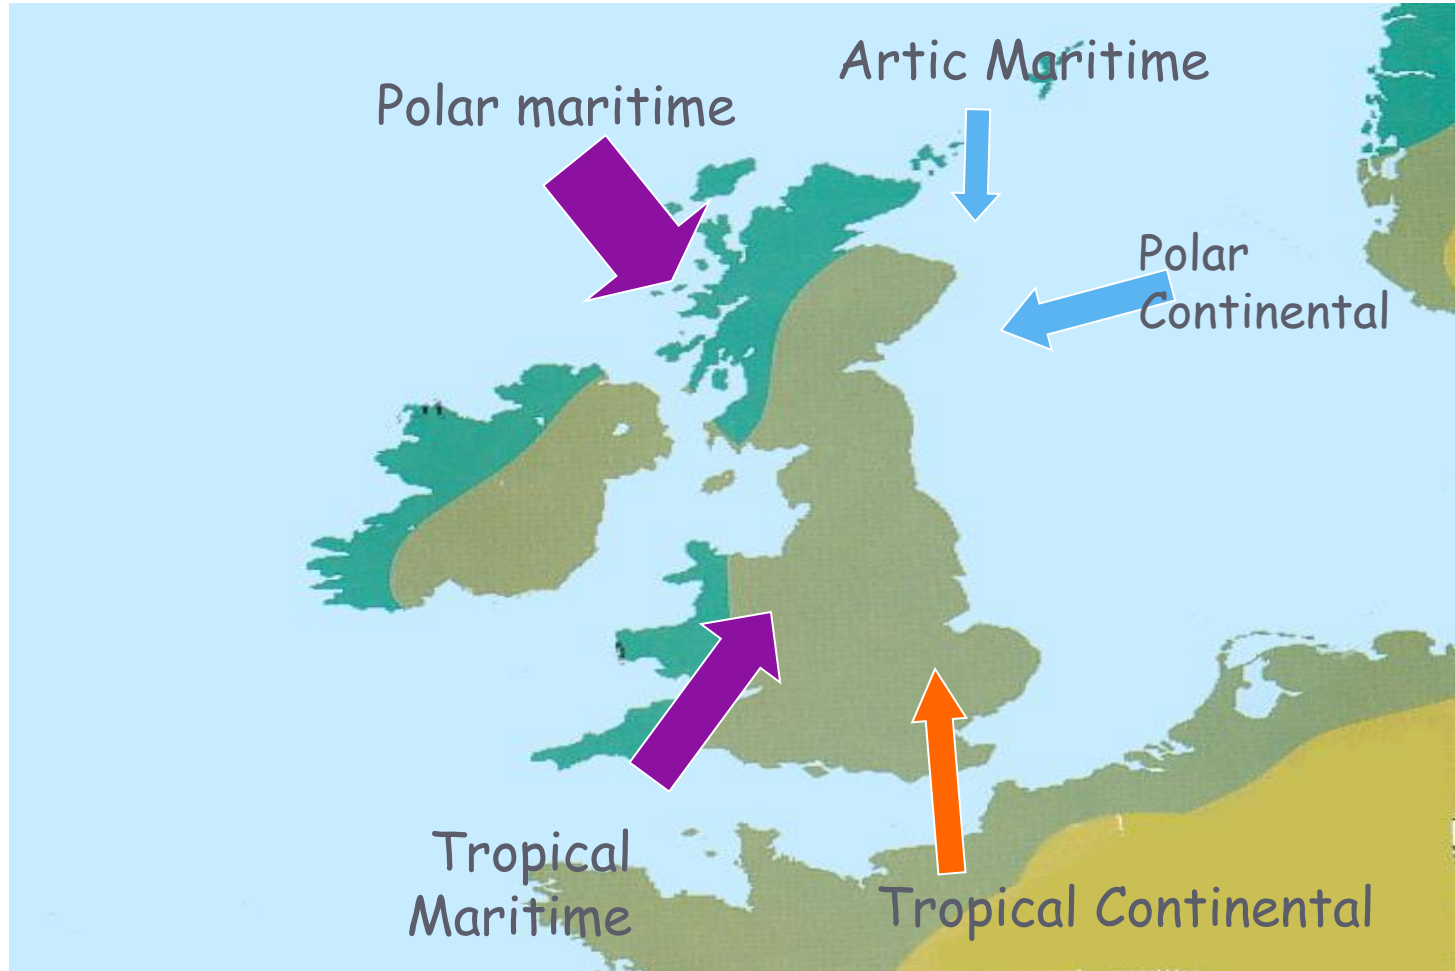 Artic Maritime
Polar maritime
Polar
Continental
Tropical
Maritime
Tropical Continental